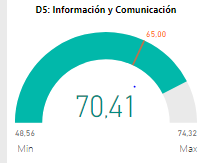 D5: Información y Comunicación
65,00
70.41
48,56
74,32
Min
Max